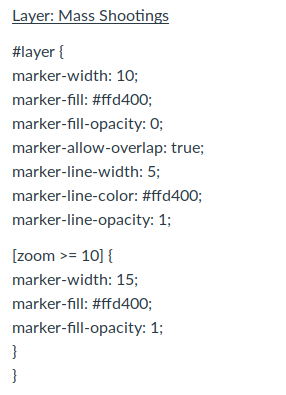 Layer: Mass Shootings
#layer {
marker-width: 10;
marker-fill: #ffd400;
marker-fill-opacity: 0;
marker-allow-overlap: true;
marker-line-width: 5;
marker-line-color: #ffd400;
marker-line-opacity: 1;
[zoom >= 10] {
marker-width: 15;
marker-fill: #ffd400;
marker-fill-opacity: 1;
}
}